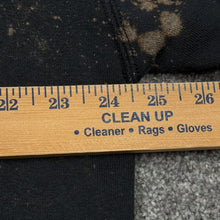 22 23 24 25 26
CLEAN UP
• Cleaner • Rags • Gloves